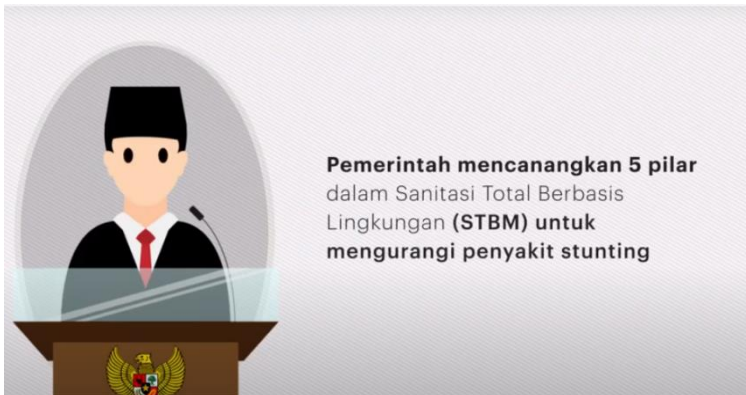 Pemerintah mencanangkan 5 pilar
dalam Sanitasi Total Berbasis
Lingkungan (STBM) untuk
mengurangi penyakit stunting